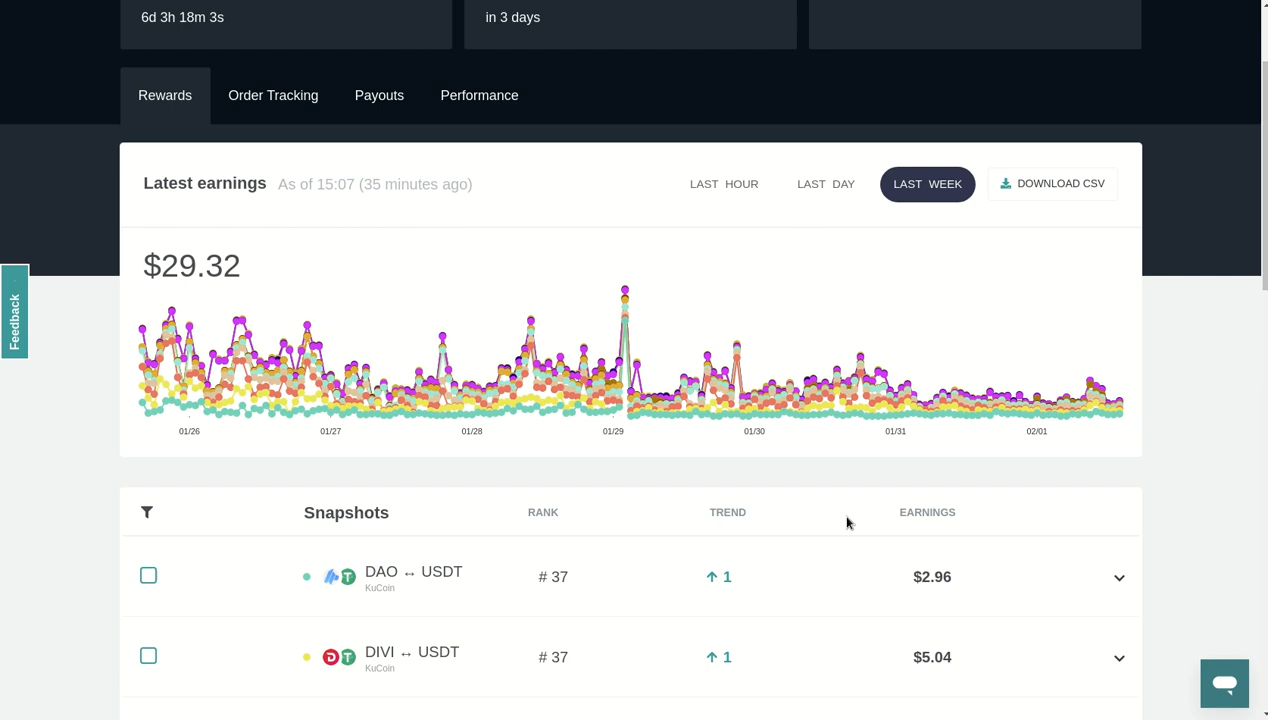 6d 3h 18m 3s
in 3 days
Rewards
Order Tracking
Payouts
Performance
Latest earnings As of 15:07 (35 minutes ago)
LAST HOUR
LAST DAY
LAST WEEK
DOWNLOAD CSV
$29.32
Feedback
01/26
01/27
01/28
01/29
01/30
01/31
02/01
Snapshots
RANK
TREND
EARNINGS
DAO ↔ USDT
KuCoin
# 37
1
$2.96
DIVI ↔ USDT
KuCoin
# 37
1
$5.04